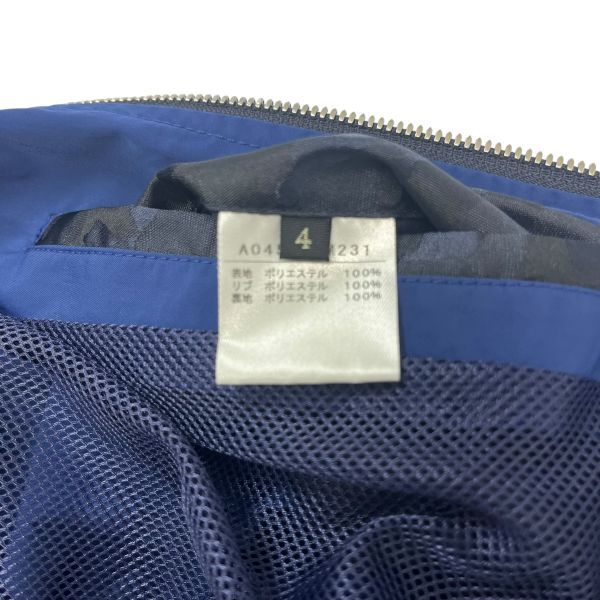 4
表地 ポリエステル 100%
リブ ポリエステル 100%
裏地 ポリエステル 100%